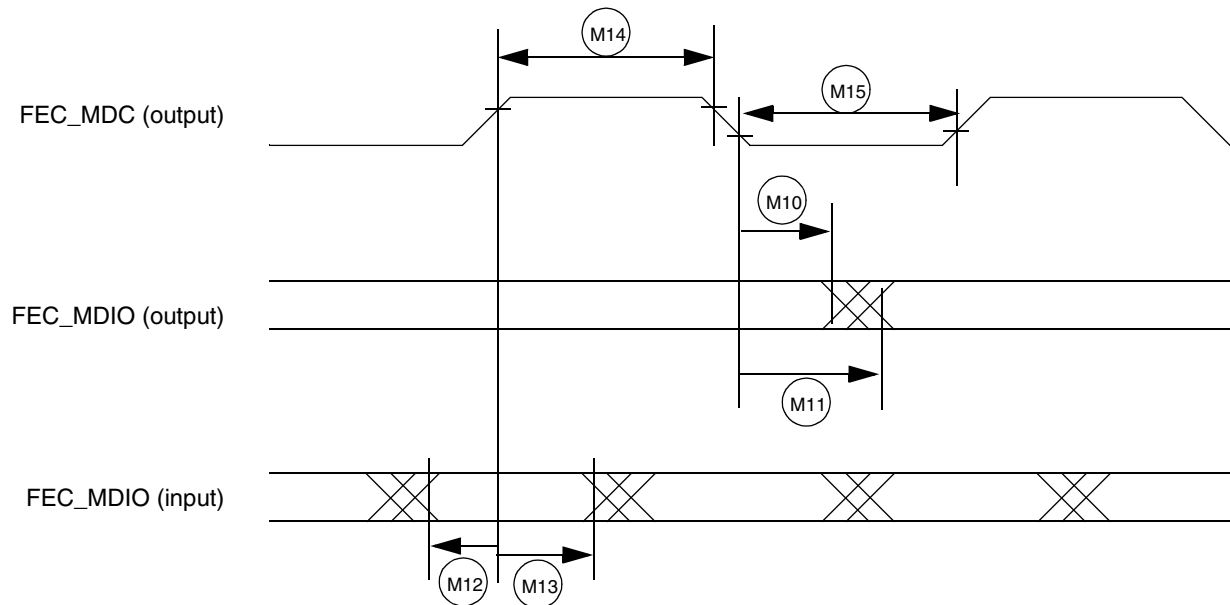 M14
FEC_MDC (output)
M15
M10
FEC_MDIO (output)
M11
FEC_MDIO (input)
M12
M13